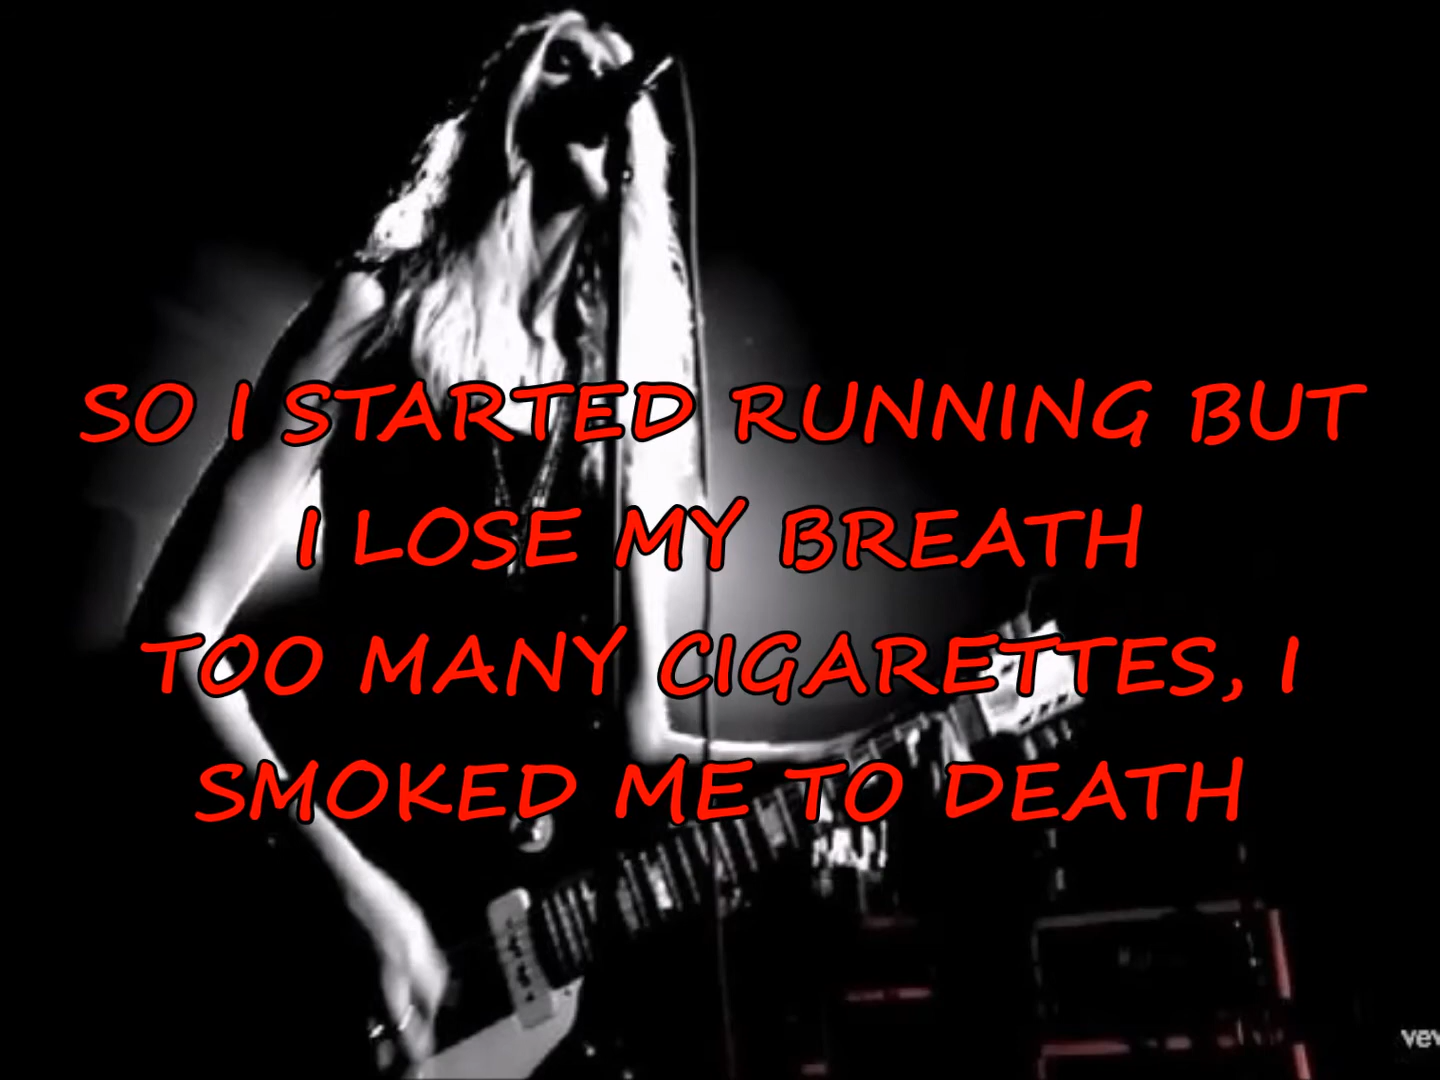 SO I STARTED RUNNING BUT
I LOSE MY BREATH
TOO MANY CIGARETTES, I
SMOKED ME TO DEATH